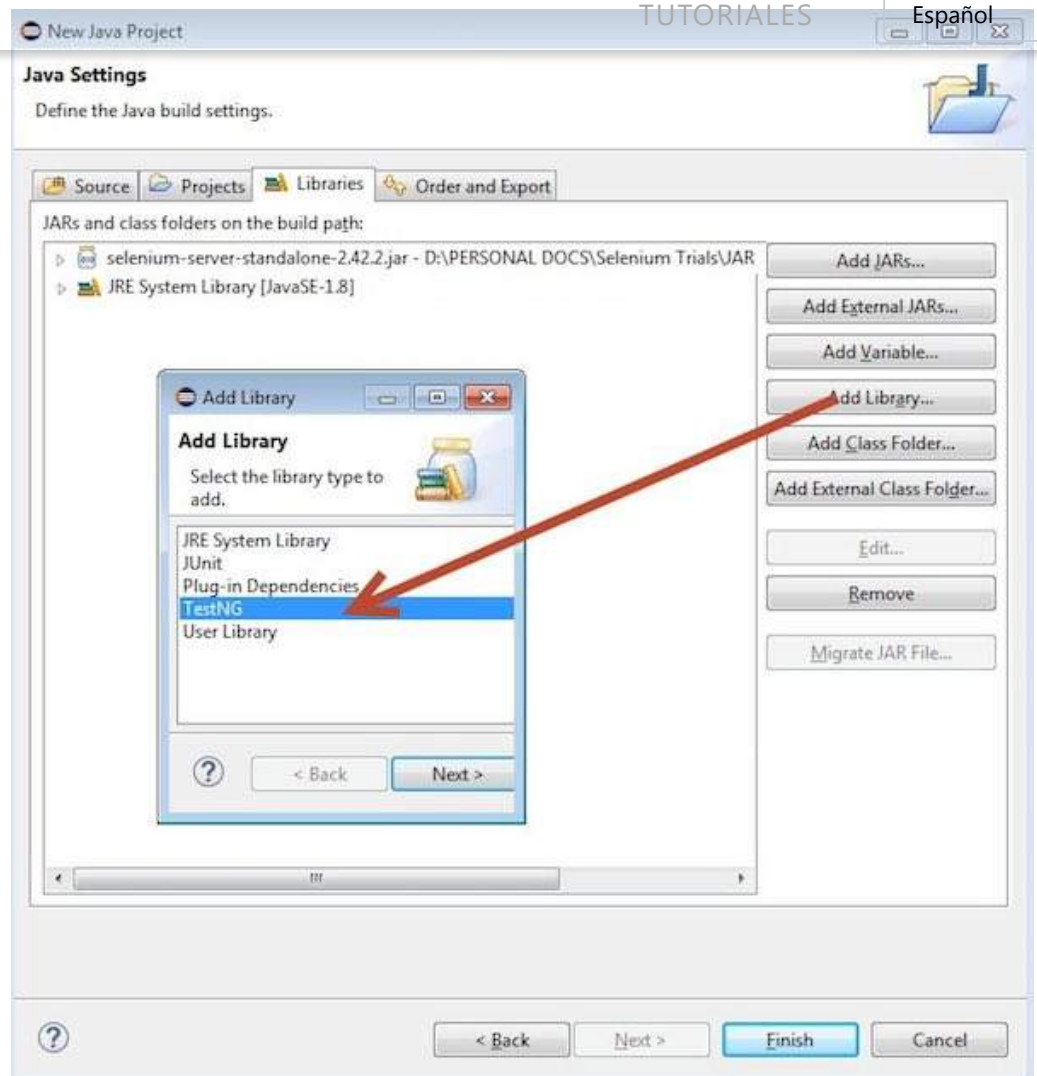 TUTORIALES
Español
New Java Project
Java Settings
Define the Java build settings.
Source Projects Libraries Order and Export
JARs and class folders on the build path:
selenium-server-standalone-2.42.2.jar - D:\PERSONAL DOCS\Selenium Trials\JAR
JRE System Library [JavaSE-1.8]
Add JARs...
Add External JARs...
Add Variable...
Add Library...
Add Class Folder...
Add External Class Folder...
Edit...
Remove
Migrate JAR File...
Add Library
Add Library
Select the library type to
add.
JRE System Library
JUnit
Plug-in Dependencies
TestNG
User Library
< Back Next >
< Back Next > Finish Cancel